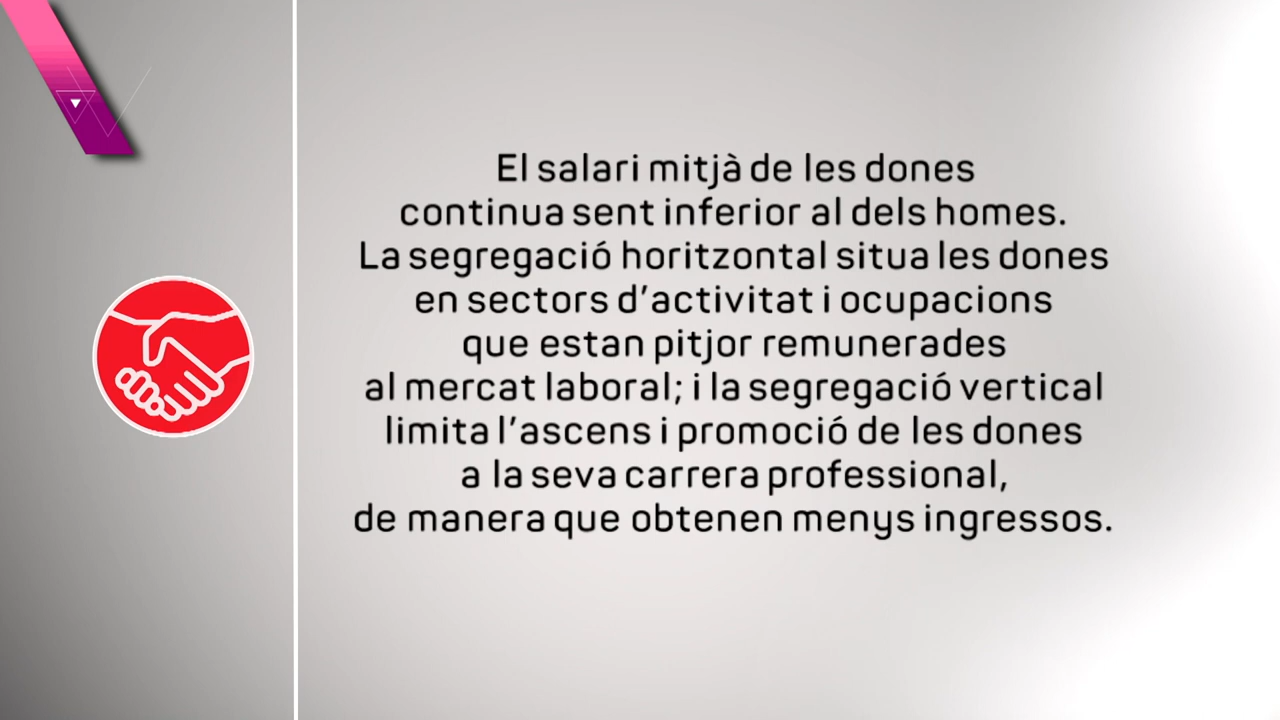 El salari mitjà de les dones
continua sent inferior al dels homes.
La segregació horitzontal situa les dones
en sectors d’activitat i ocupacions
que estan pitjor remunerades
al mercat laboral; i la segregació vertical
limita l’ascens i promoció de les dones
a la seva carrera professional,
de manera que obtenen menys ingressos.